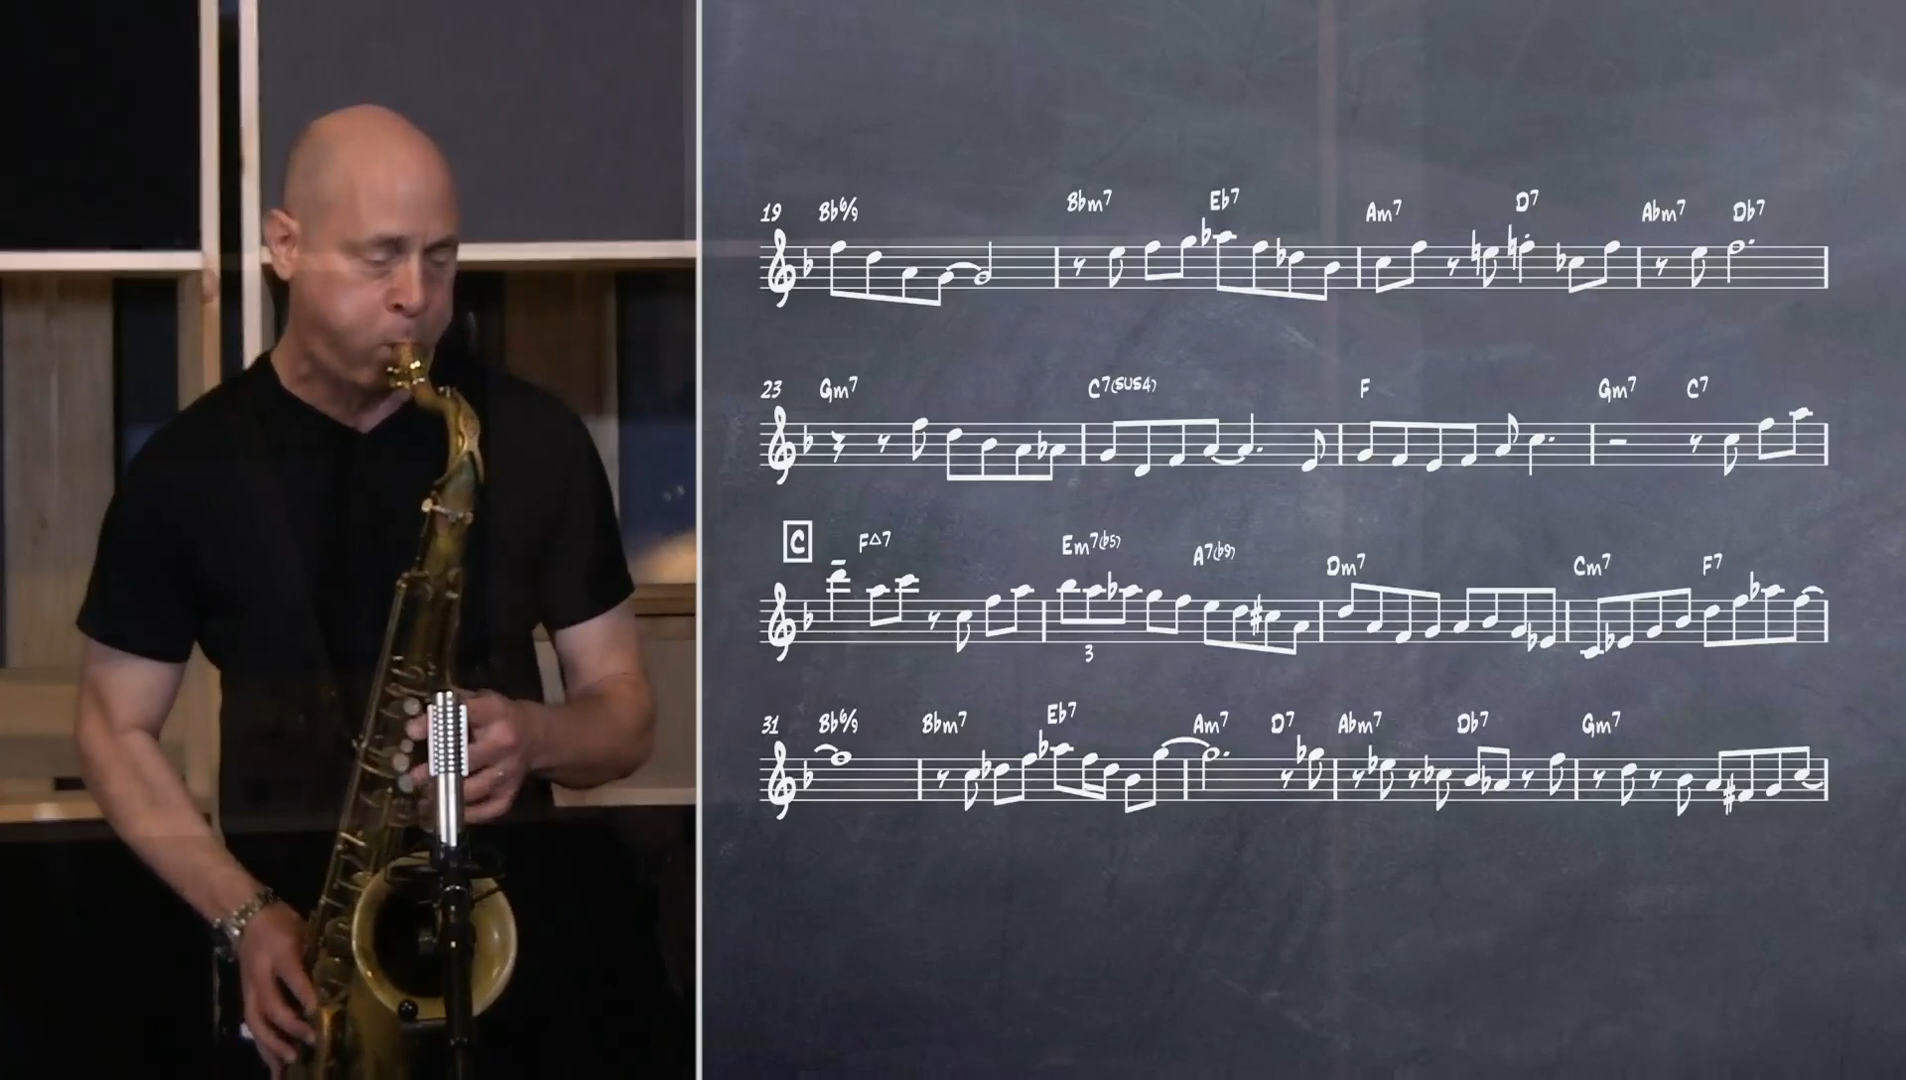 19 Bb6/9 Bbm7 Eb7 Am7 D7 Abm7 Db7
23 Gm7 C7(sus4) F Gm7 C7
C F△7 Em7(b5) A7(b9) Dm7 Cm7 F7
3
31 Bb6/9 Bbm7 Eb7 Am7 D7 Abm7 Db7 Gm7